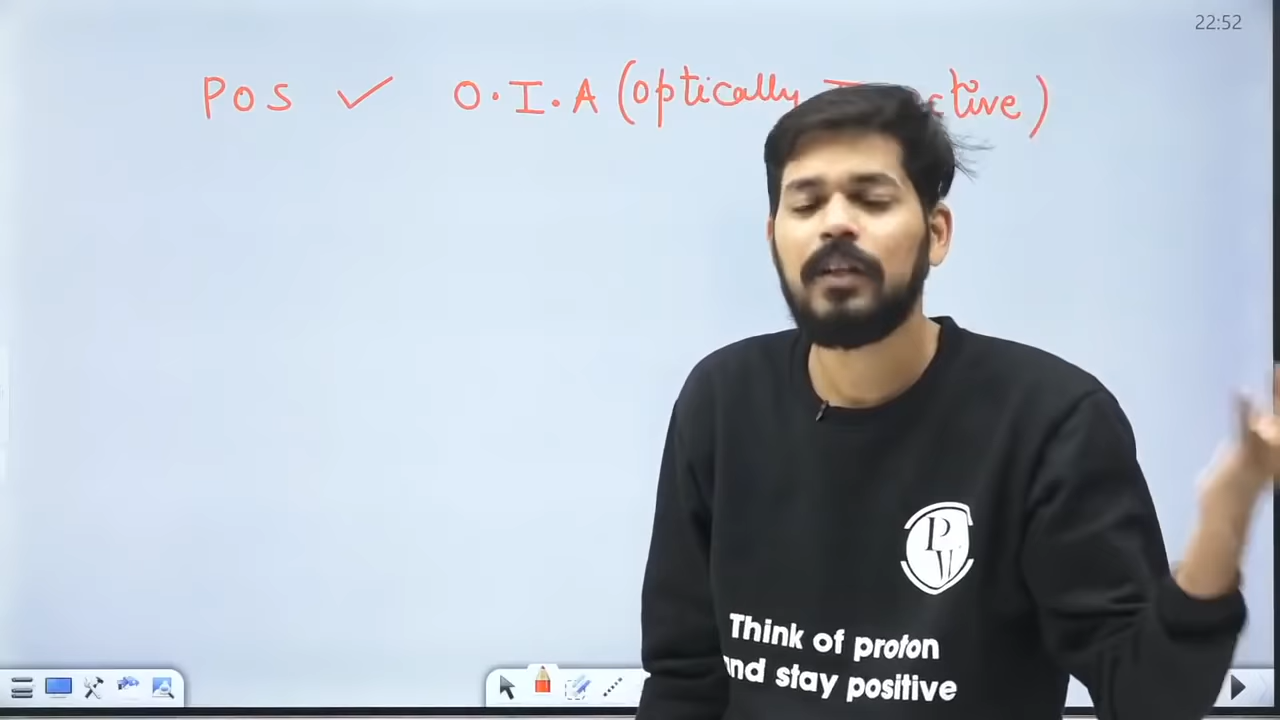 22:52
POS ✓ O.I.A (Optically
PW
Think of proton
and stay positive